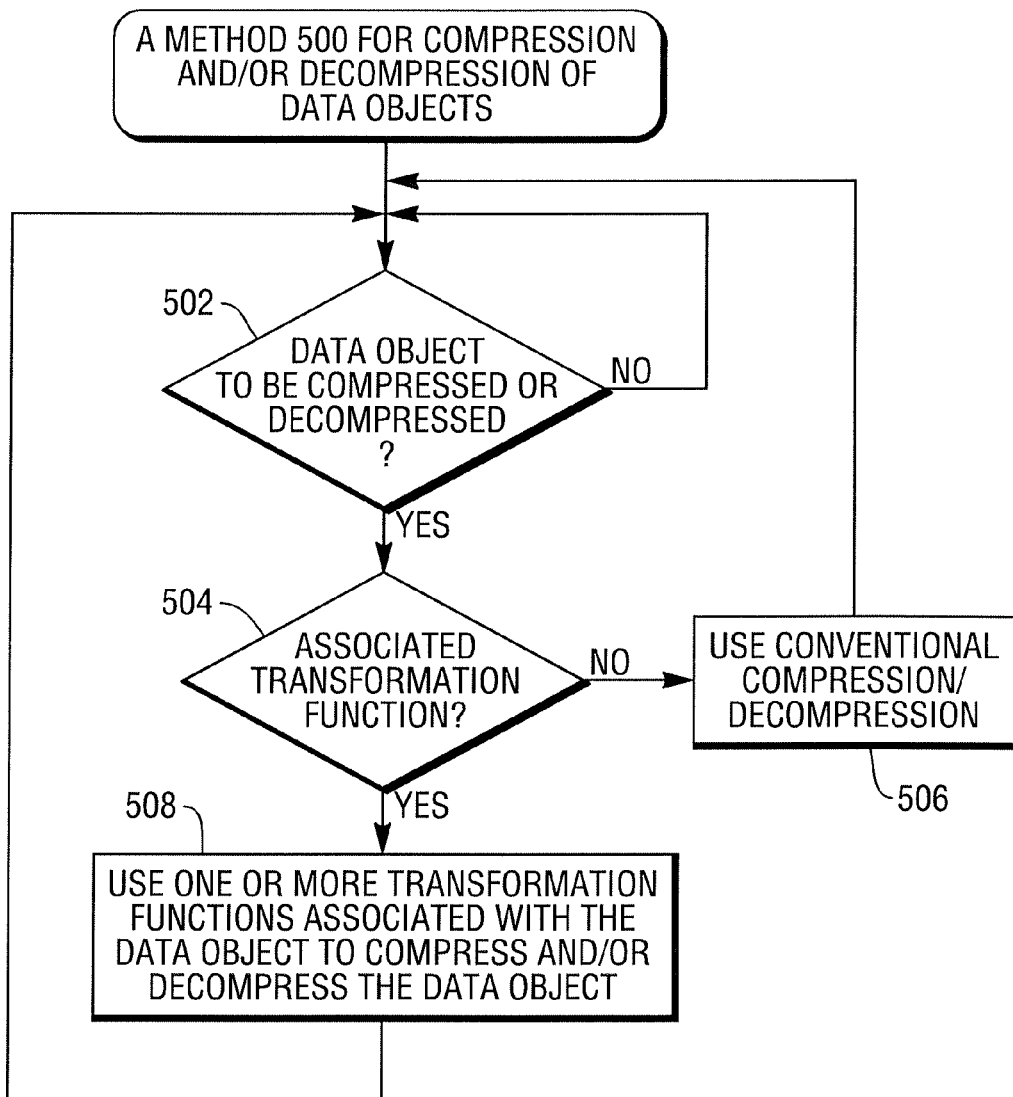 A METHOD 500 FOR COMPRESSION
AND/OR DECOMPRESSION OF
DATA OBJECTS
502
DATA OBJECT
TO BE COMPRESSED OR
DECOMPRESSED
?
NO
YES
504
ASSOCIATED
TRANSFORMATION
FUNCTION?
NO
USE CONVENTIONAL
COMPRESSION/
DECOMPRESSION
506
YES
508
USE ONE OR MORE TRANSFORMATION
FUNCTIONS ASSOCIATED WITH THE
DATA OBJECT TO COMPRESS AND/OR
DECOMPRESS THE DATA OBJECT